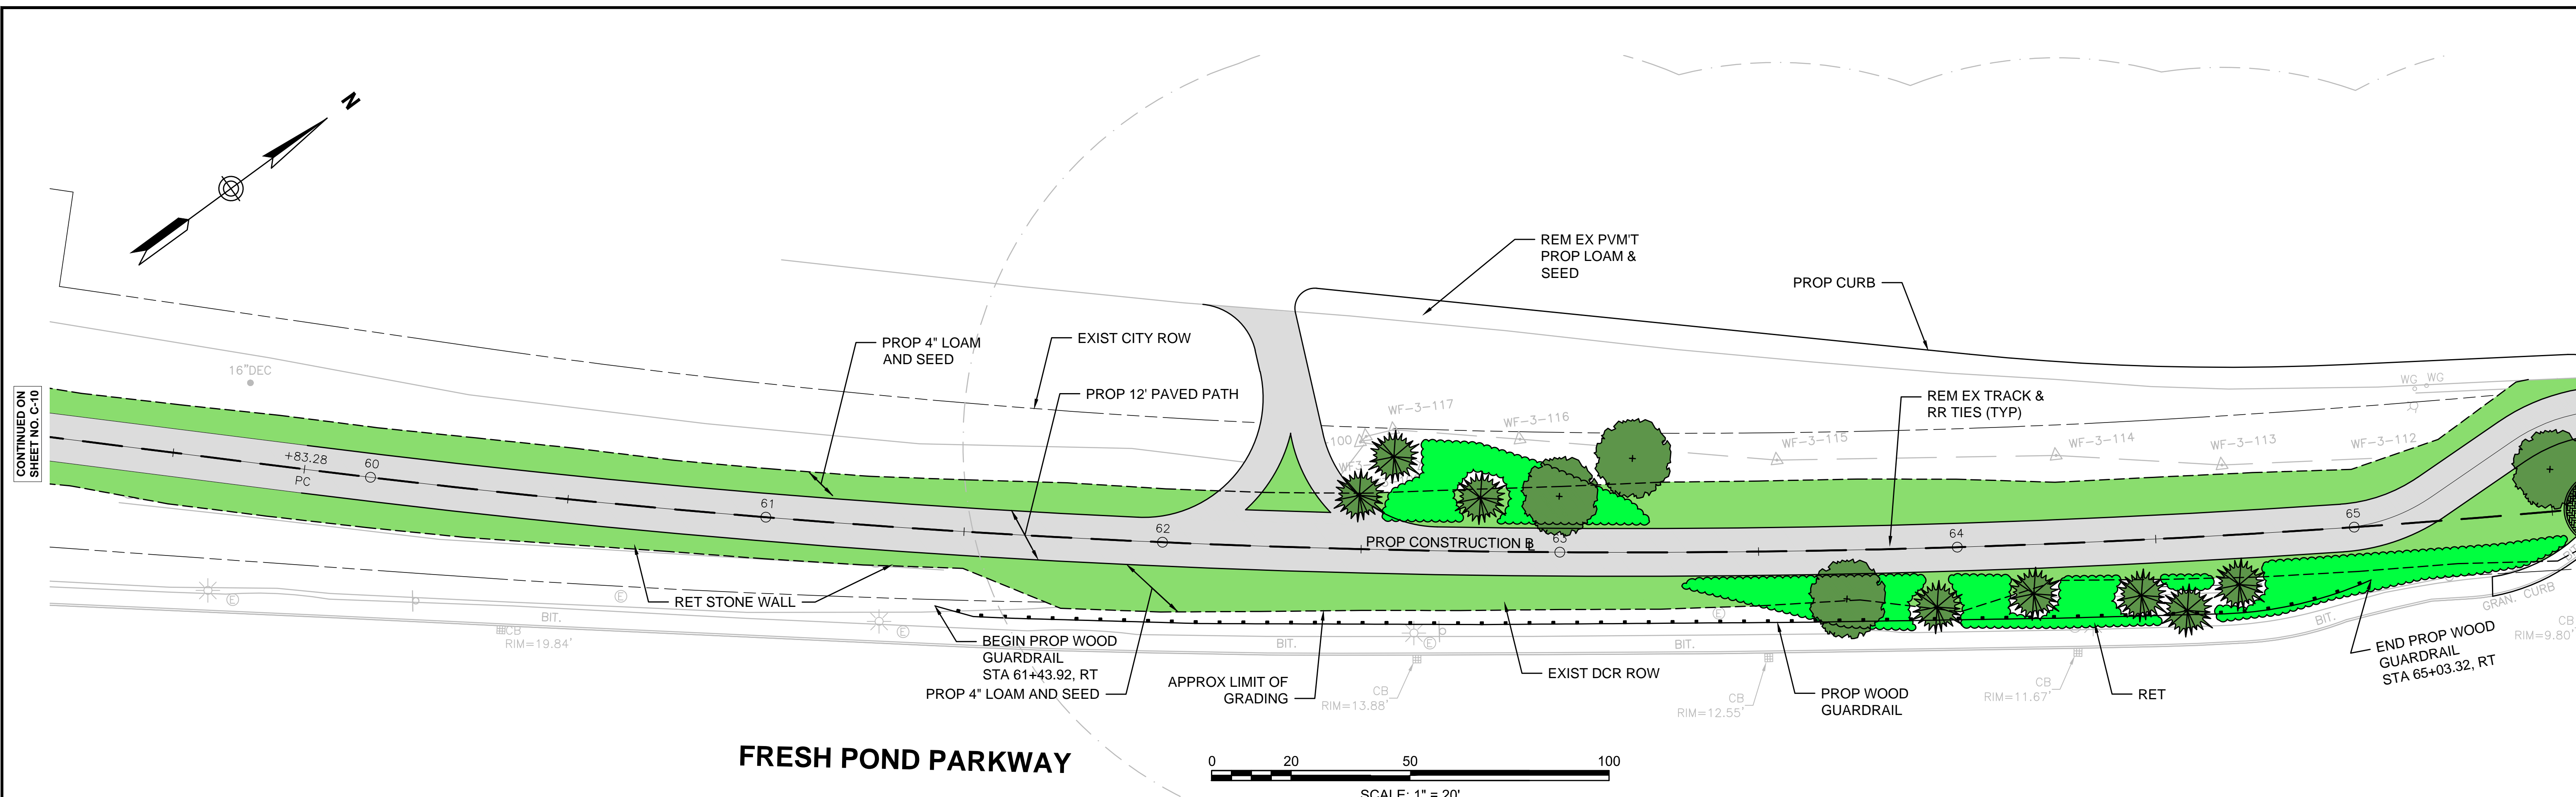 N
REM EX PVM'T
PROP LOAM &
SEED
PROP CURB
PROP 4" LOAM
AND SEED
EXIST CITY ROW
PROP 12' PAVED PATH
16"DEC
CONTINUED ON
SHEET NO. C-10
WG
WG
REM EX TRACK &
RR TIES (TYP)
WF-3-117
WF-3-116
WF-3-115
WF-3-114
WF-3-113
WF-3-112
100
+83.28
PC
60
61
62
63
64
65
PROP CONSTRUCTION BL
RET STONE WALL
BIT.
CB
RIM=19.84'
BEGIN PROP WOOD
GUARDRAIL
STA 61+43.92, RT
PROP 4" LOAM AND SEED
APPROX LIMIT OF
GRADING
BIT.
CB
RIM=13.88'
EXIST DCR ROW
BIT.
CB
RIM=12.55'
PROP WOOD
GUARDRAIL
CB
RIM=11.67'
RET
BIT.
GRAN. CURB
END PROP WOOD
GUARDRAIL
STA 65+03.32, RT
CB
RIM=9.80'
FRESH POND PARKWAY
0 20 50 100
SCALE: 1" = 20'